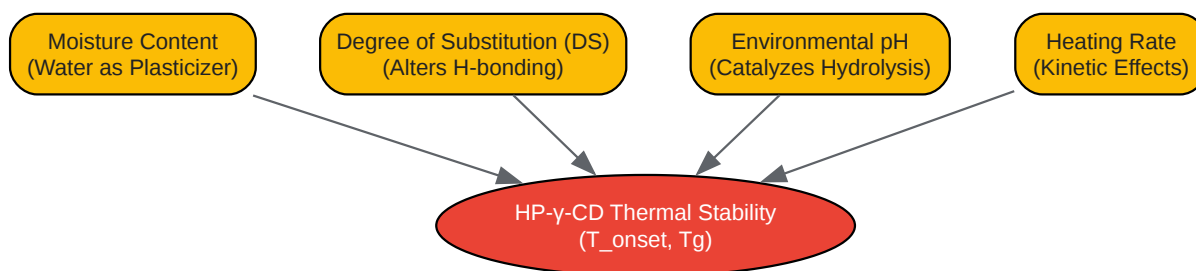 Moisture Content
(Water as Plasticizer)
Degree of Substitution (DS)
(Alters H-bonding)
Environmental pH
(Catalyzes Hydrolysis)
Heating Rate
(Kinetic Effects)
HP-γ-CD Thermal Stability
(T_onset, Tg)